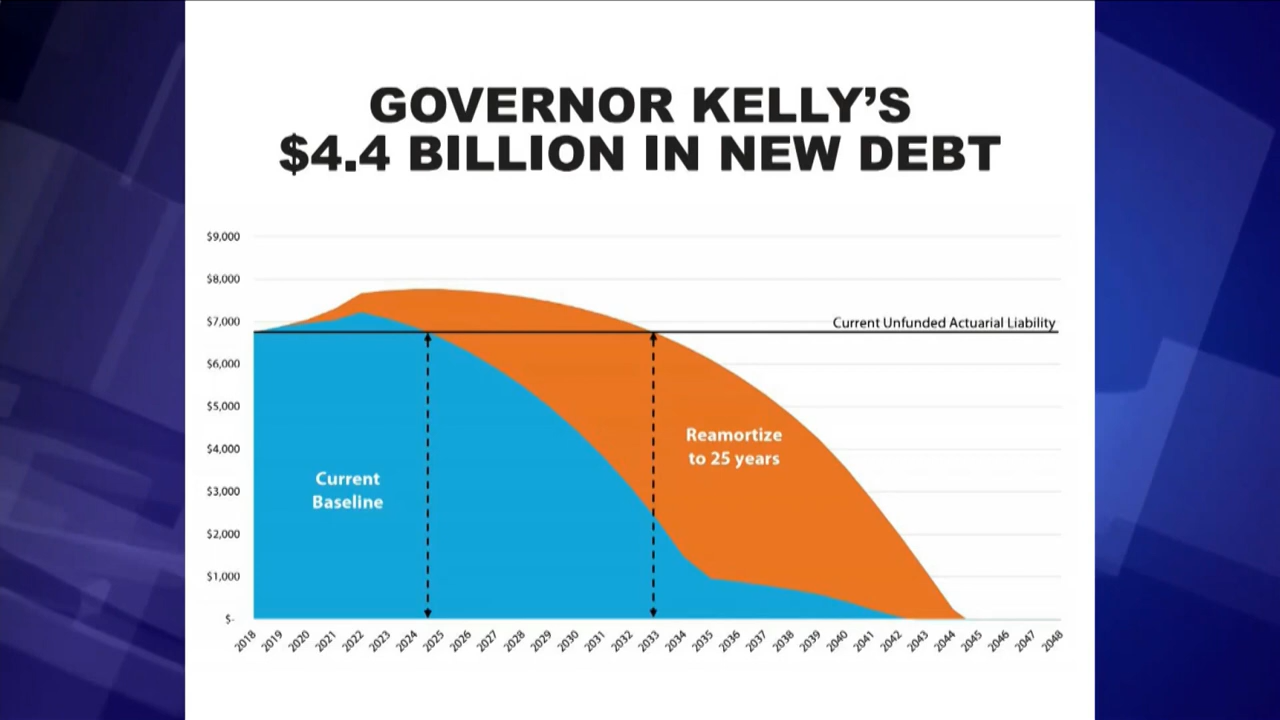 GOVERNOR KELLY'S
$4.4 BILLION IN NEW DEBT
$9,000
$8,000
$7,000
Current Unfunded Actuarial Liability
$6,000
$5,000
Reamortize
to 25 years
$4,000
Current
Baseline
$3,000
$2,000
$1,000
$-
2018 2019 2020 2021 2022 2023 2024 2025 2026 2027 2028 2029 2030 2031 2032 2033 2034 2035 2036 2037 2038 2039 2040 2041 2042 2043 2044 2045 2046 2047 2048